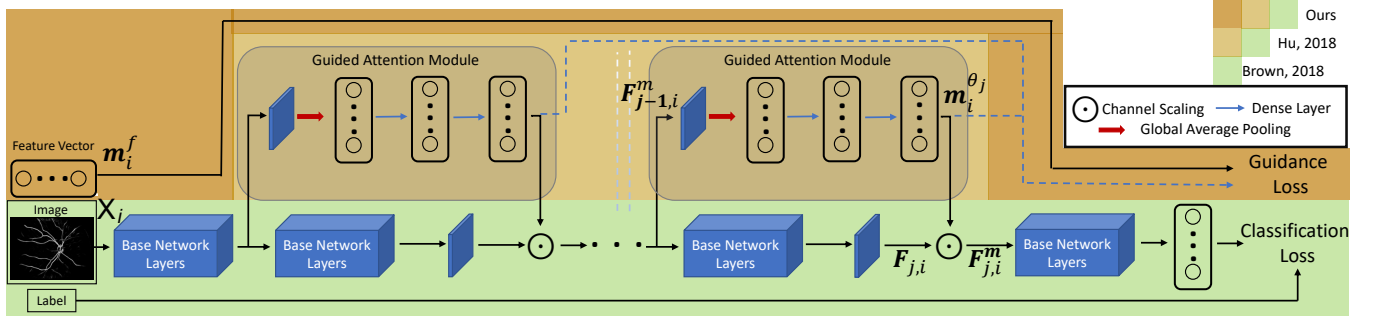 Ours
Hu, 2018
Brown, 2018
Guided Attention Module
Guided Attention Module
F^m_{j-1,i}
m_i^{θ_j}
Channel Scaling
Dense Layer
Global Average Pooling
Feature Vector
m_i^f
Guidance
Loss
Image
X_i
Base Network
Layers
Base Network
Layers
Base Network
Layers
F_{j,i}
F^m_{j,i}
Base Network
Layers
Classification
Loss
Label